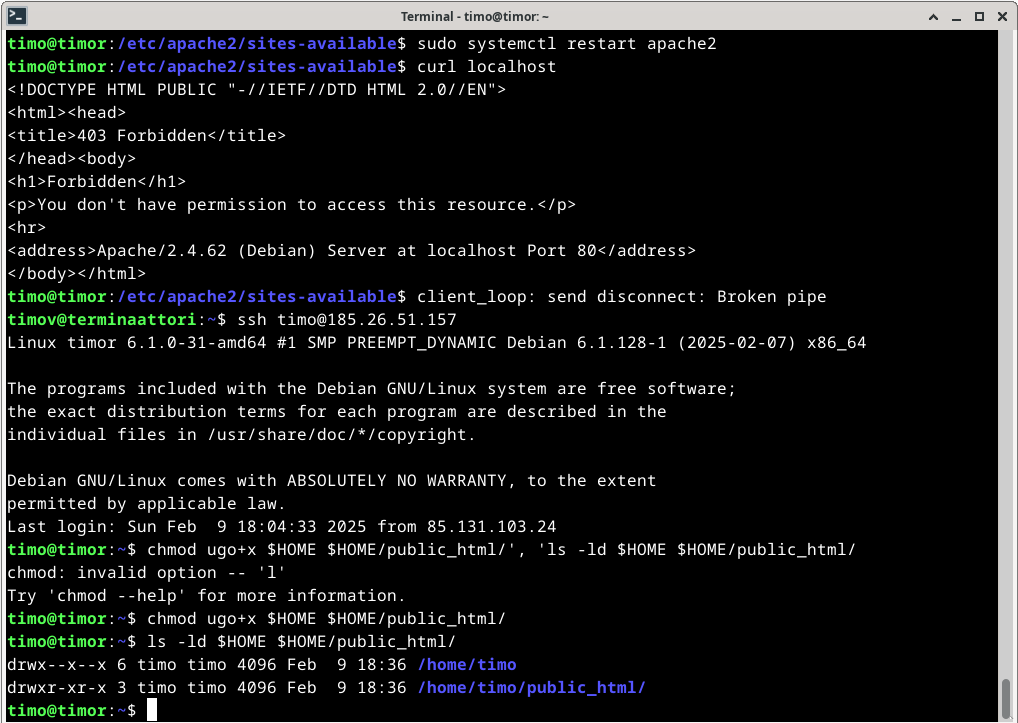 Terminal - timo@timor: ~
timo@timor:/etc/apache2/sites-available$ sudo systemctl restart apache2
timo@timor:/etc/apache2/sites-available$ curl localhost
<!DOCTYPE HTML PUBLIC "-//IETF//DTD HTML 2.0//EN">
<html><head>
<title>403 Forbidden</title>
</head><body>
<h1>Forbidden</h1>
<p>You don't have permission to access this resource.</p>
<hr>
<address>Apache/2.4.62 (Debian) Server at localhost Port 80</address>
</body></html>
timo@timor:/etc/apache2/sites-available$ client_loop: send disconnect: Broken pipe
timov@terminaattori:~$ ssh timo@185.26.51.157
Linux timor 6.1.0-31-amd64 #1 SMP PREEMPT_DYNAMIC Debian 6.1.128-1 (2025-02-07) x86_64

The programs included with the Debian GNU/Linux system are free software;
the exact distribution terms for each program are described in the
individual files in /usr/share/doc/*/copyright.

Debian GNU/Linux comes with ABSOLUTELY NO WARRANTY, to the extent
permitted by applicable law.
Last login: Sun Feb  9 18:04:33 2025 from 85.131.103.24
timo@timor:~$ chmod ugo+x $HOME $HOME/public_html/', 'ls -ld $HOME $HOME/public_html/
chmod: invalid option -- 'l'
Try 'chmod --help' for more information.
timo@timor:~$ chmod ugo+x $HOME $HOME/public_html/
timo@timor:~$ ls -ld $HOME $HOME/public_html/
drwx--x--x 6 timo timo 4096 Feb  9 18:36 /home/timo
drwxr-xr-x 3 timo timo 4096 Feb  9 18:36 /home/timo/public_html/
timo@timor:~$